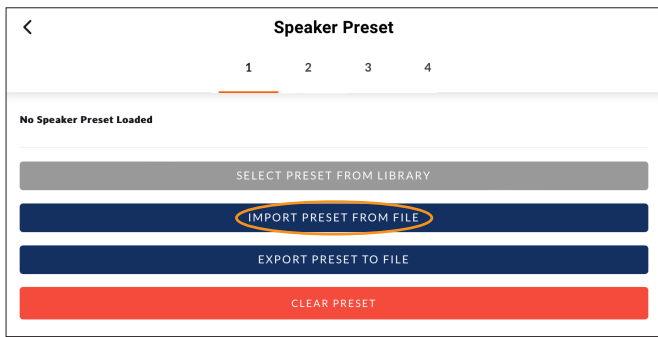 Speaker Preset
1 2 3 4
No Speaker Preset Loaded
SELECT PRESET FROM LIBRARY
IMPORT PRESET FROM FILE
EXPORT PRESET TO FILE
CLEAR PRESET